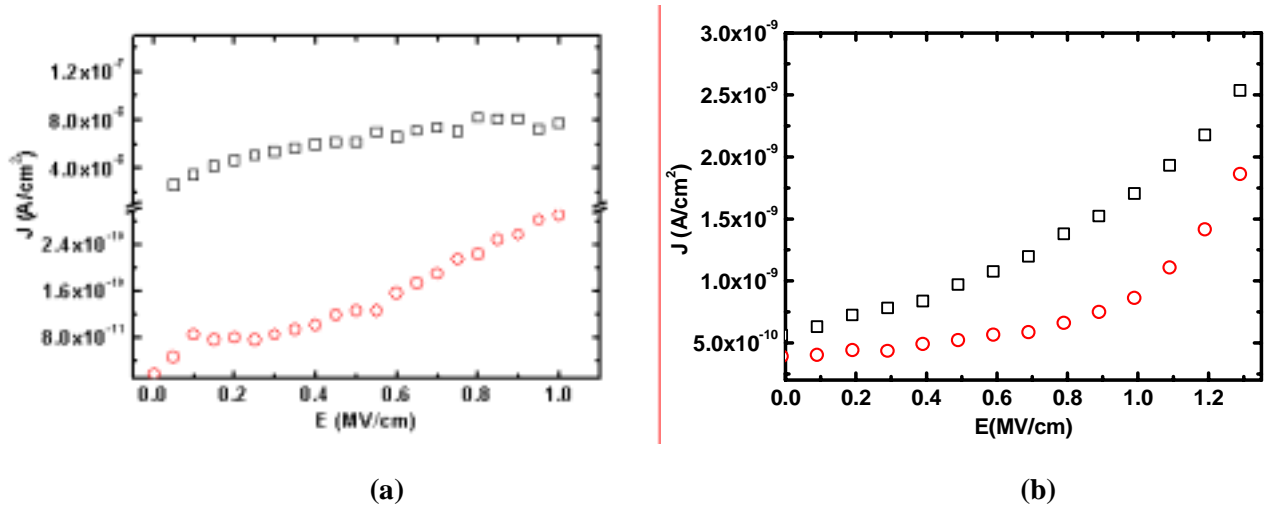 1.2x10⁻⁷
8.0x10⁻⁸
4.0x10⁻⁸
2.4x10⁻¹⁰
1.6x10⁻¹⁰
8.0x10⁻¹¹
J (A/cm²)
0.0 0.2 0.4 0.6 0.8 1.0
E (MV/cm)
(a)
3.0x10⁻⁹
2.5x10⁻⁹
2.0x10⁻⁹
1.5x10⁻⁹
1.0x10⁻⁹
5.0x10⁻¹⁰
J (A/cm²)
0.0 0.2 0.4 0.6 0.8 1.0 1.2
E(MV/cm)
(b)